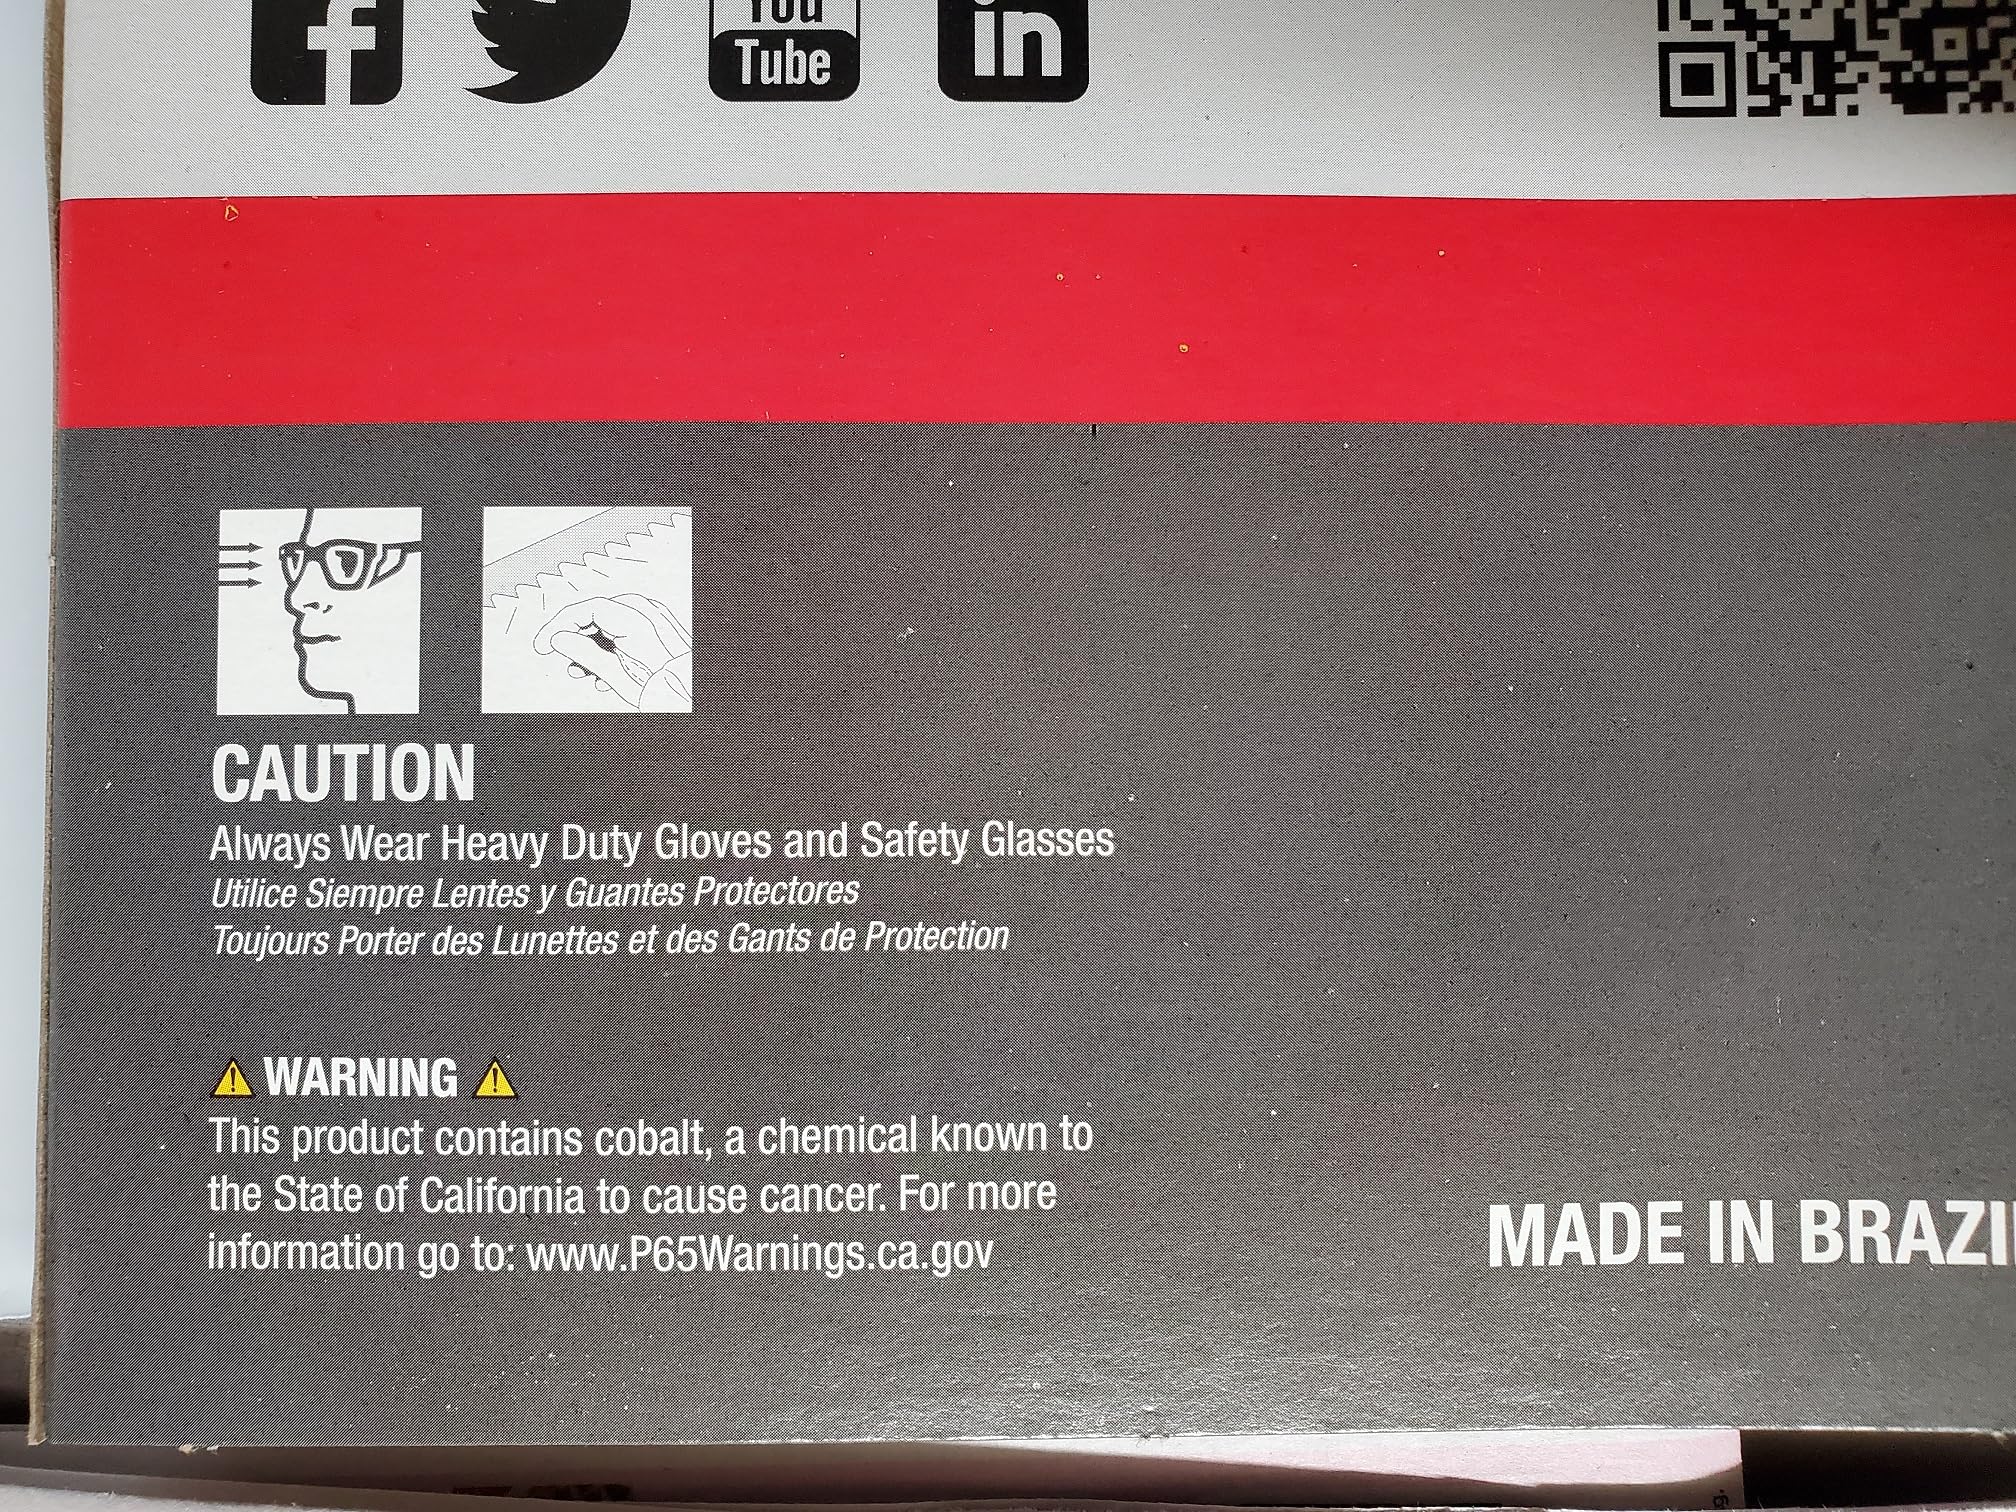 f
You
Tube
in
CAUTION
Always Wear Heavy Duty Gloves and Safety Glasses
Utilice Siempre Lentes y Guantes Protectores
Toujours Porter des Lunettes et des Gants de Protection
WARNING
This product contains cobalt, a chemical known to
the State of California to cause cancer. For more
information go to: www.P65Warnings.ca.gov
MADE IN BRAZI